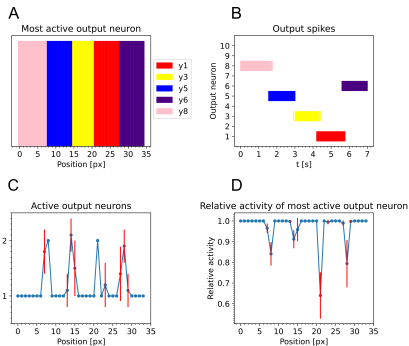 A
Most active output neuron
0 5 10 15 20 25 30 35
Position [px]
y1
y3
y5
y6
y8
B
Output spikes
Output neuron
10
9
8
7
6
5
4
3
2
1
0 1 2 3 4 5 6 7
t [s]
C
Active output neurons
2
1
0 5 10 15 20 25 30 35
Position [px]
D
Relative activity of most active output neuron
Relative activity
1.0
0.9
0.8
0.7
0.6
0 5 10 15 20 25 30 35
Position [px]